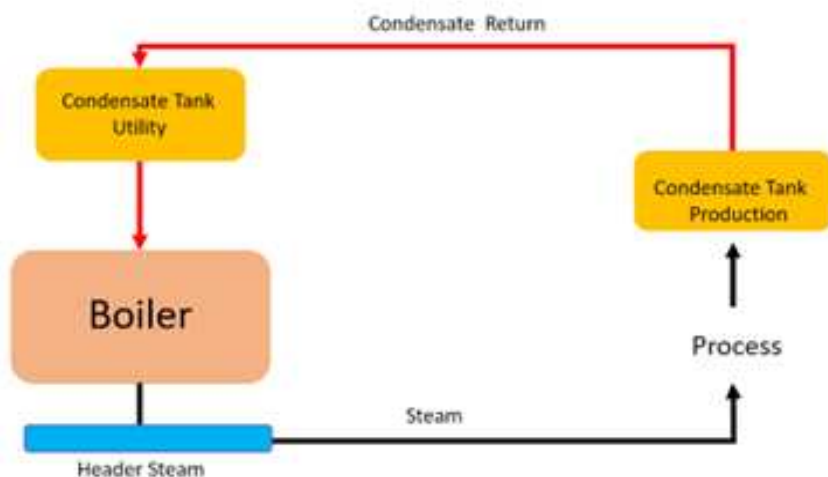 Condensate Return
Condensate Tank
Utility
Condensate Tank
Production
Boiler
Process
Steam
Header Steam